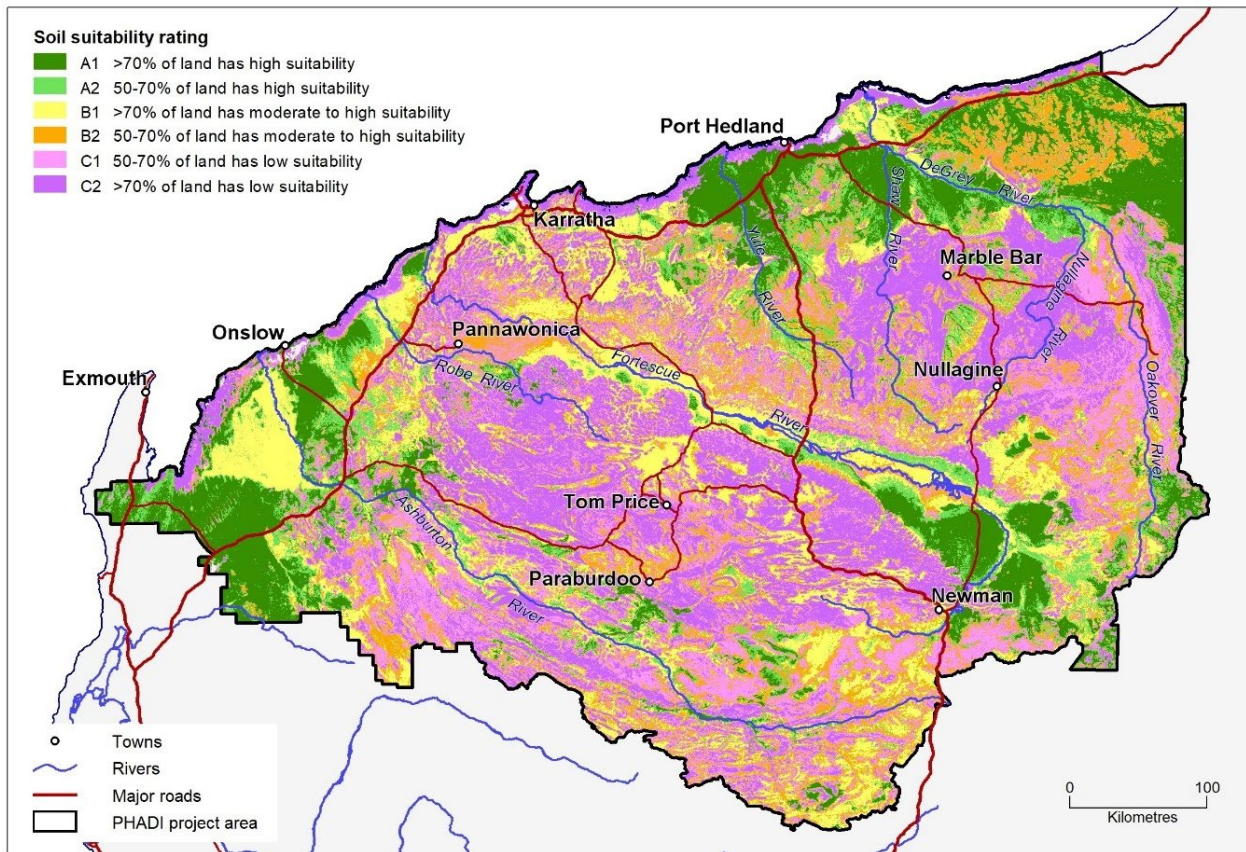 Soil suitability rating
A1 >70% of land has high suitability
A2 50-70% of land has high suitability
B1 >70% of land has moderate to high suitability
B2 50-70% of land has moderate to high suitability
C1 50-70% of land has low suitability
C2 >70% of land has low suitability
Port Hedland
DeGrey River
Shaw River
Karratha
Yule River
Marble Bar
Nullagine River
Onslow
Pannawonica
Fortescue River
Exmouth
Robe River
Nullagine
Oakover River
Tom Price
Ashburton River
Paraburdoo
Newman
Towns
Rivers
Major roads
PHADI project area
0 100
Kilometres